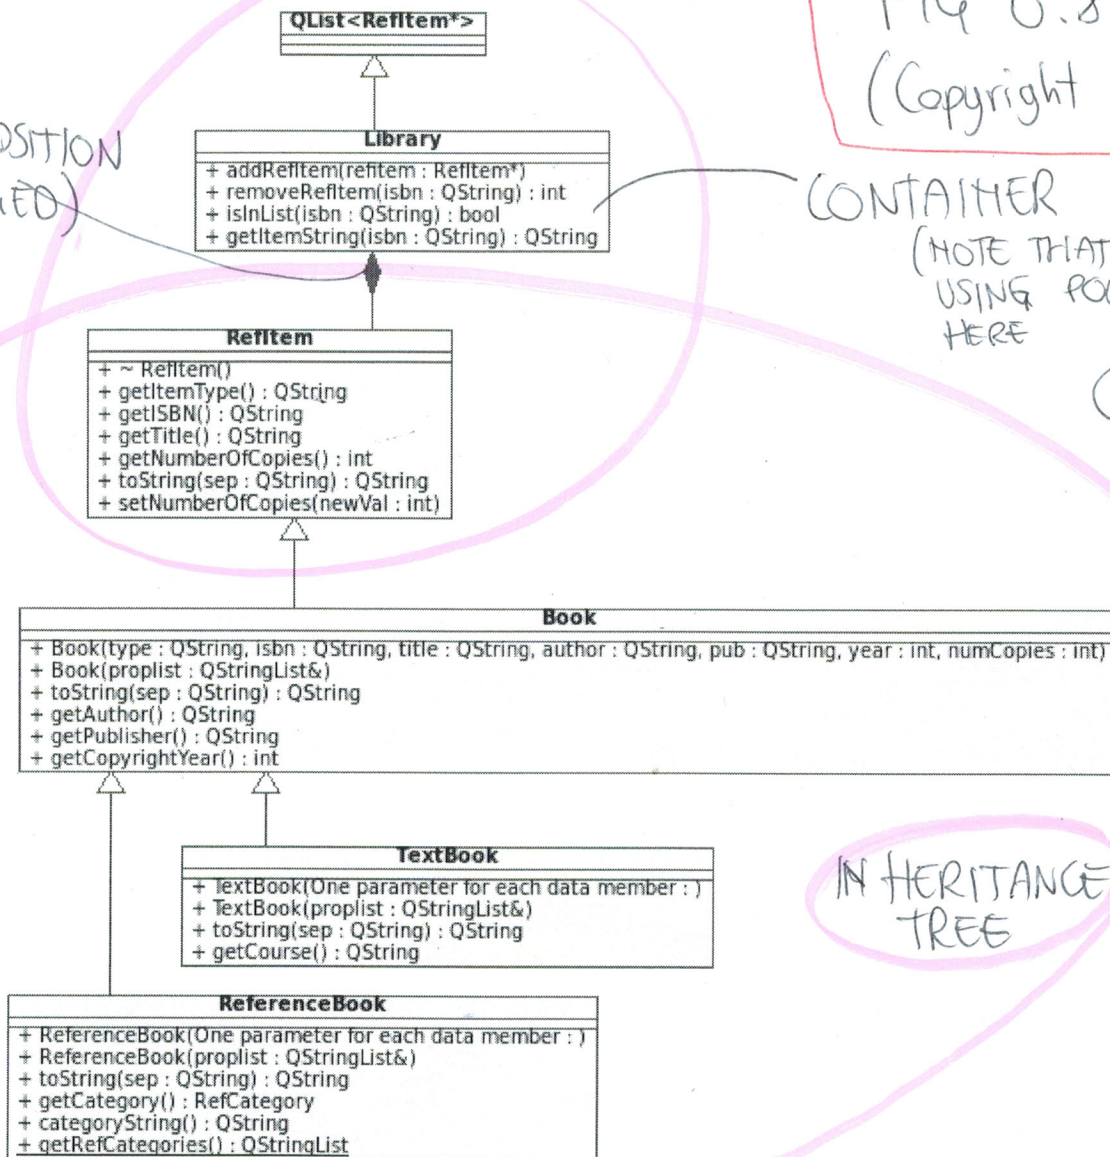 QList<RefItem*>
(Copyright
Library
+ addRefItem(refitem : RefItem*)
+ removeRefItem(isbn : QString) : int
+ isInList(isbn : QString) : bool
+ getItemString(isbn : QString) : QString
CONTAINER
(NOTE THAT
USING
HERE
RefItem
+ ~ RefItem()
+ getItemType() : QString
+ getISBN() : QString
+ getTitle() : QString
+ getNumberOfCopies() : int
+ toString(sep : QString) : QString
+ setNumberOfCopies(newVal : int)
Book
+ Book(type : QString, isbn : QString, title : QString, author : QString, pub : QString, year : int, numCopies : int)
+ Book(proplist : QStringList&)
+ toString(sep : QString) : QString
+ getAuthor() : QString
+ getPublisher() : QString
+ getCopyrightYear() : int
TextBook
+ TextBook(One parameter for each data member : )
+ TextBook(proplist : QStringList&)
+ toString(sep : QString) : QString
+ getCourse() : QString
INHERITANCE
TREE
ReferenceBook
+ ReferenceBook(One parameter for each data member : )
+ ReferenceBook(proplist : QStringList&)
+ toString(sep : QString) : QString
+ getCategory() : RefCategory
+ categoryString() : QString
+ getRefCategories() : QStringList